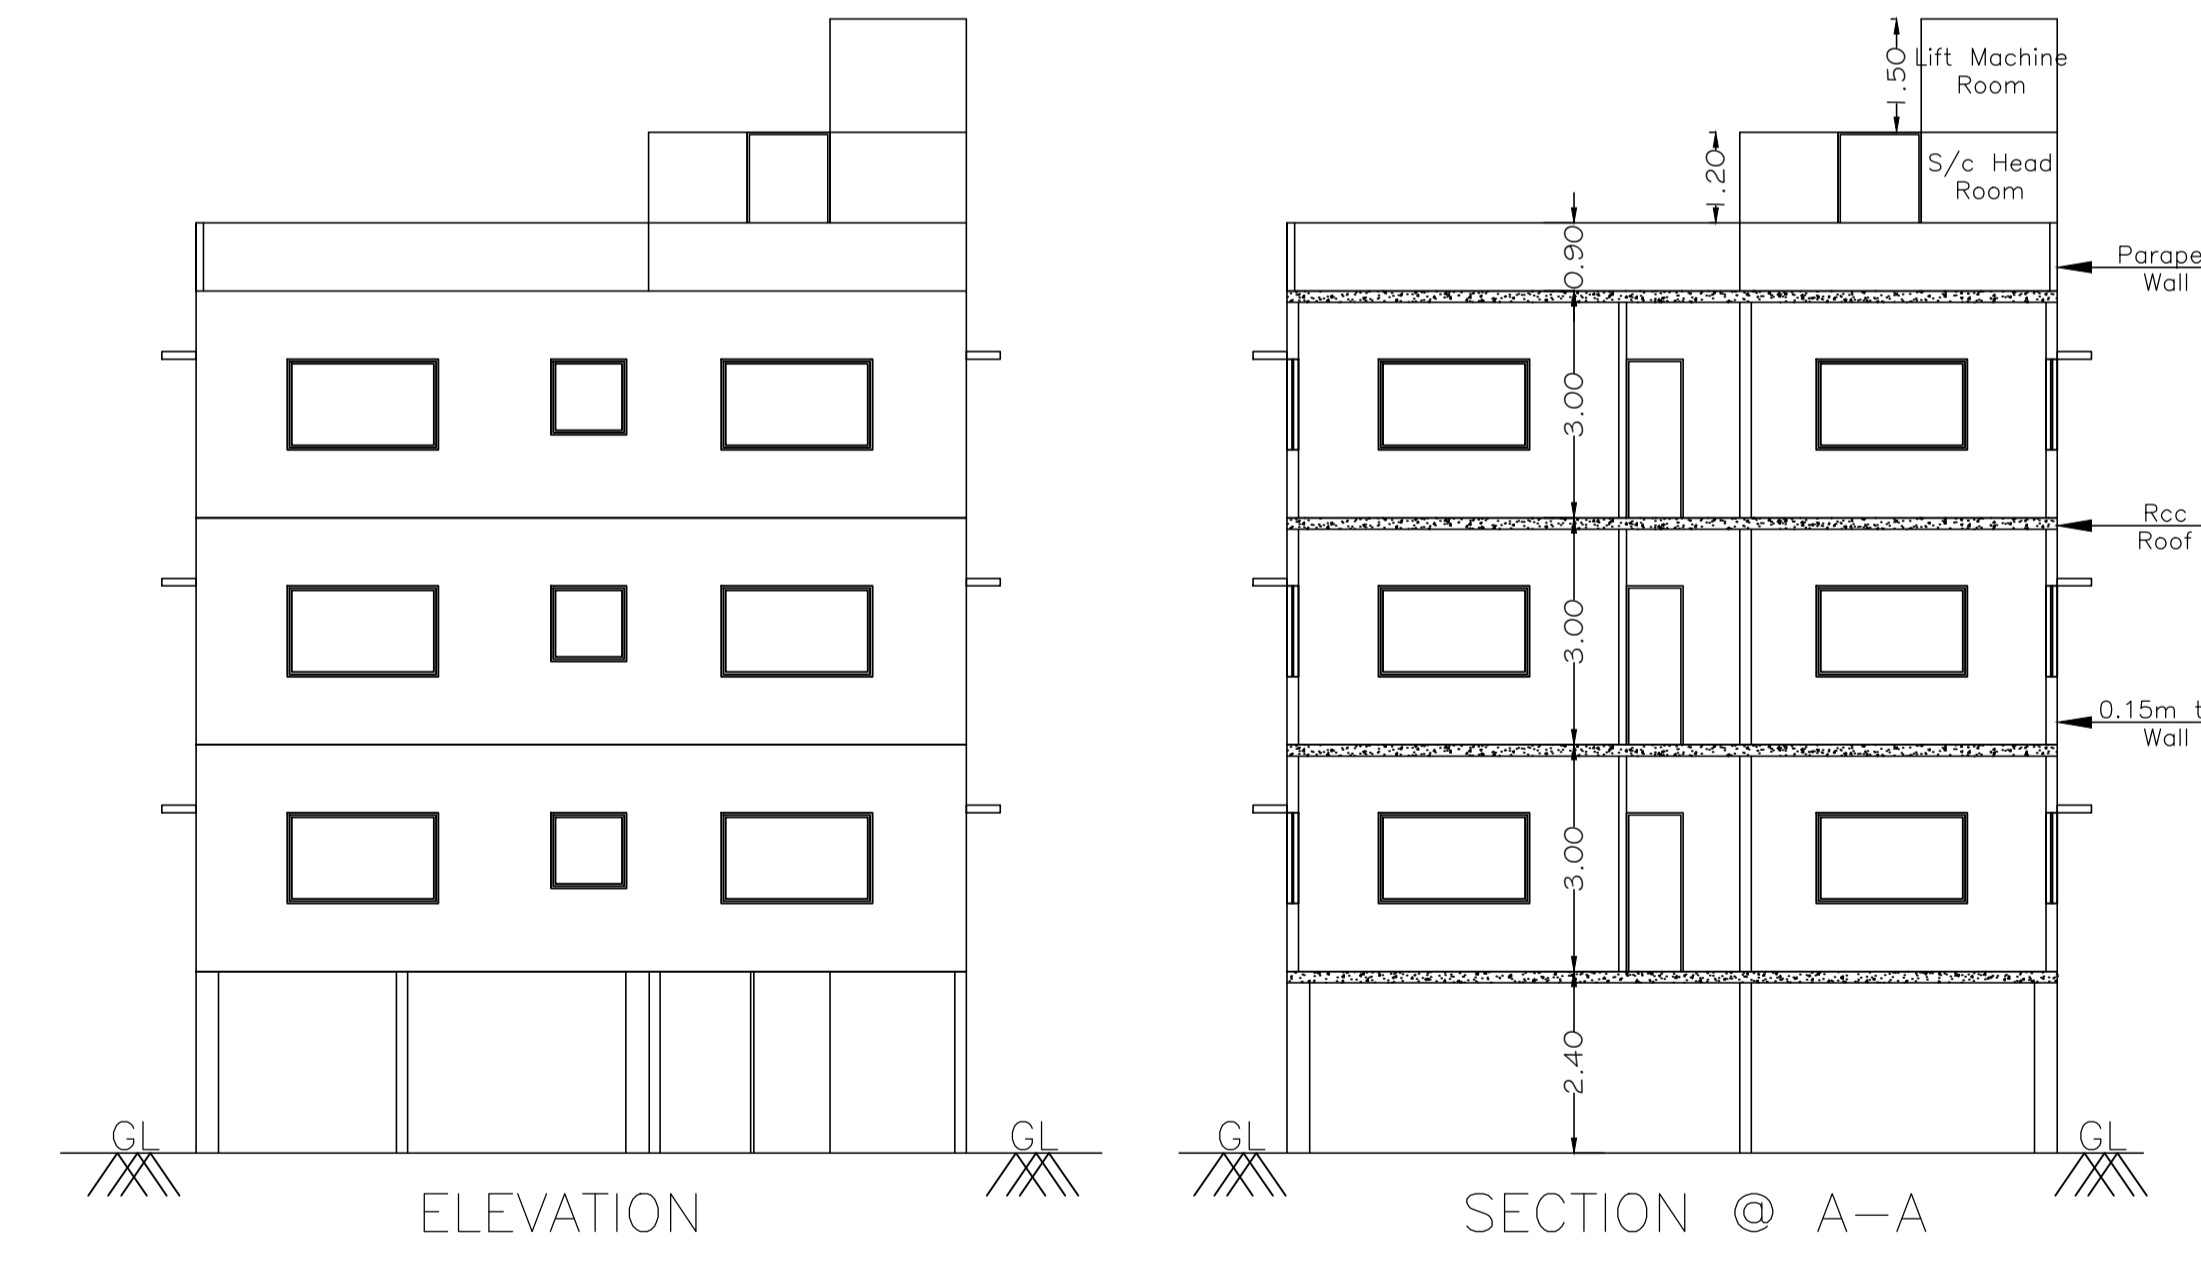 1.50
Lift Machine
Room
1.20
S/c Head
Room
0.90
Parape
Wall
3.00
Rcc
Roof
3.00
0.15m t
Wall
3.00
2.40
GL
GL
GL
GL
ELEVATION
SECTION @ A-A